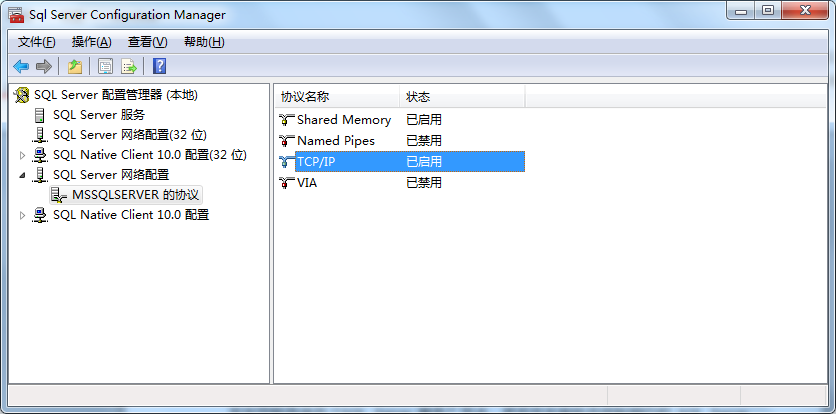 Sql Server Configuration Manager
文件(F) 操作(A) 查看(V) 帮助(H)
SQL Server 配置管理器 (本地)
SQL Server 服务
SQL Server 网络配置(32 位)
SQL Native Client 10.0 配置(32 位)
SQL Server 网络配置
MSSQLSERVER 的协议
SQL Native Client 10.0 配置
协议名称 状态
Shared Memory 已启用
Named Pipes 已禁用
TCP/IP 已启用
VIA 已禁用